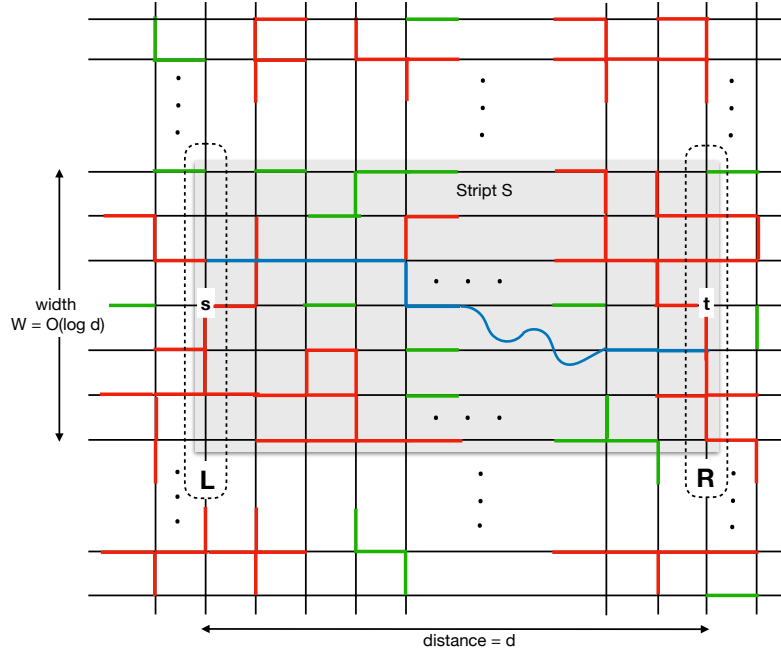 Stript S
s
t
width
W = O(log d)
L
R
distance = d